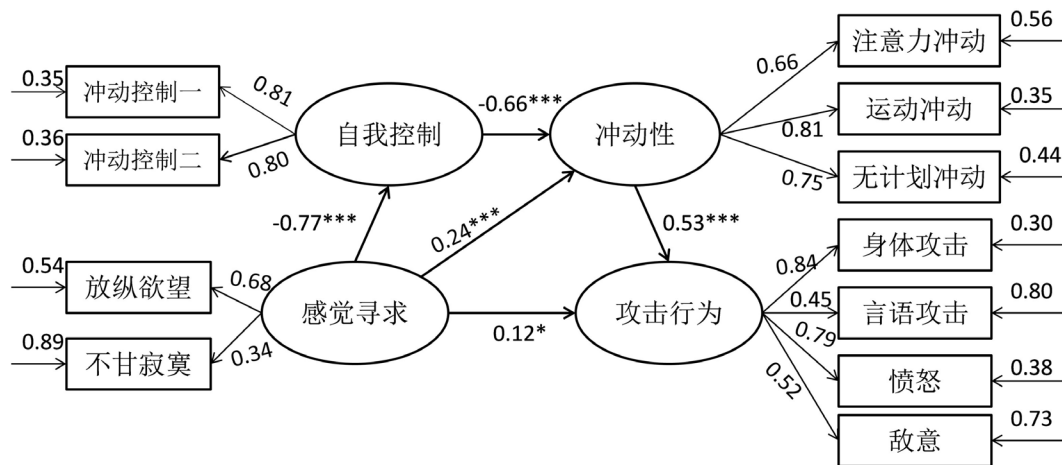 0.56
注意力冲动
0.35
冲动控制一
0.81
0.66
-0.66***
自我控制
冲动性
0.35
运动冲动
0.81
0.36
冲动控制二
0.80
0.75
0.44
无计划冲动
-0.77***
0.24***
0.53***
0.30
身体攻击
0.84
0.54
放纵欲望
0.68
感觉寻求
0.12*
攻击行为
0.45
0.80
言语攻击
0.89
不甘寂寞
0.34
0.79
0.38
愤怒
0.52
0.73
敌意